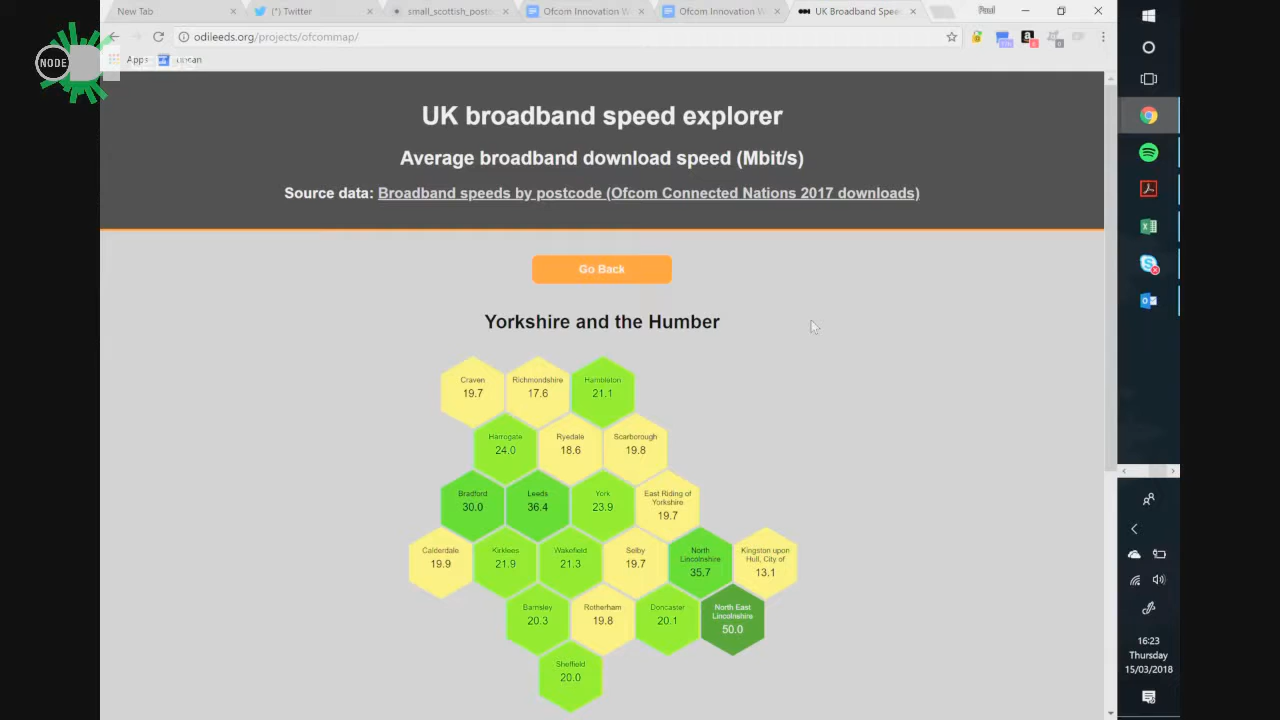 New Tab
(*) Twitter
small_scottish_post
Ofcom Innovation W
Ofcom Innovation W
UK Broadband Spee
Paul
odileeds.org/projects/ofcommap/
NODE
Apps
UK broadband speed explorer
Average broadband download speed (Mbit/s)
Source data: Broadband speeds by postcode (Ofcom Connected Nations 2017 downloads)
Go Back
Yorkshire and the Humber
Craven
19.7
Richmondshire
17.6
Hambleton
21.1
Harrogate
24.0
Ryedale
18.6
Scarborough
19.8
Bradford
30.0
Leeds
36.4
York
23.9
East Riding of
Yorkshire
19.7
Calderdale
19.9
Kirklees
21.9
Wakefield
21.3
Selby
19.7
North
Lincolnshire
35.7
Kingston upon
Hull, City of
13.1
Barnsley
20.3
Rotherham
19.8
Doncaster
20.1
North East
Lincolnshire
50.0
Sheffield
20.0
16:23
Thursday
15/03/2018